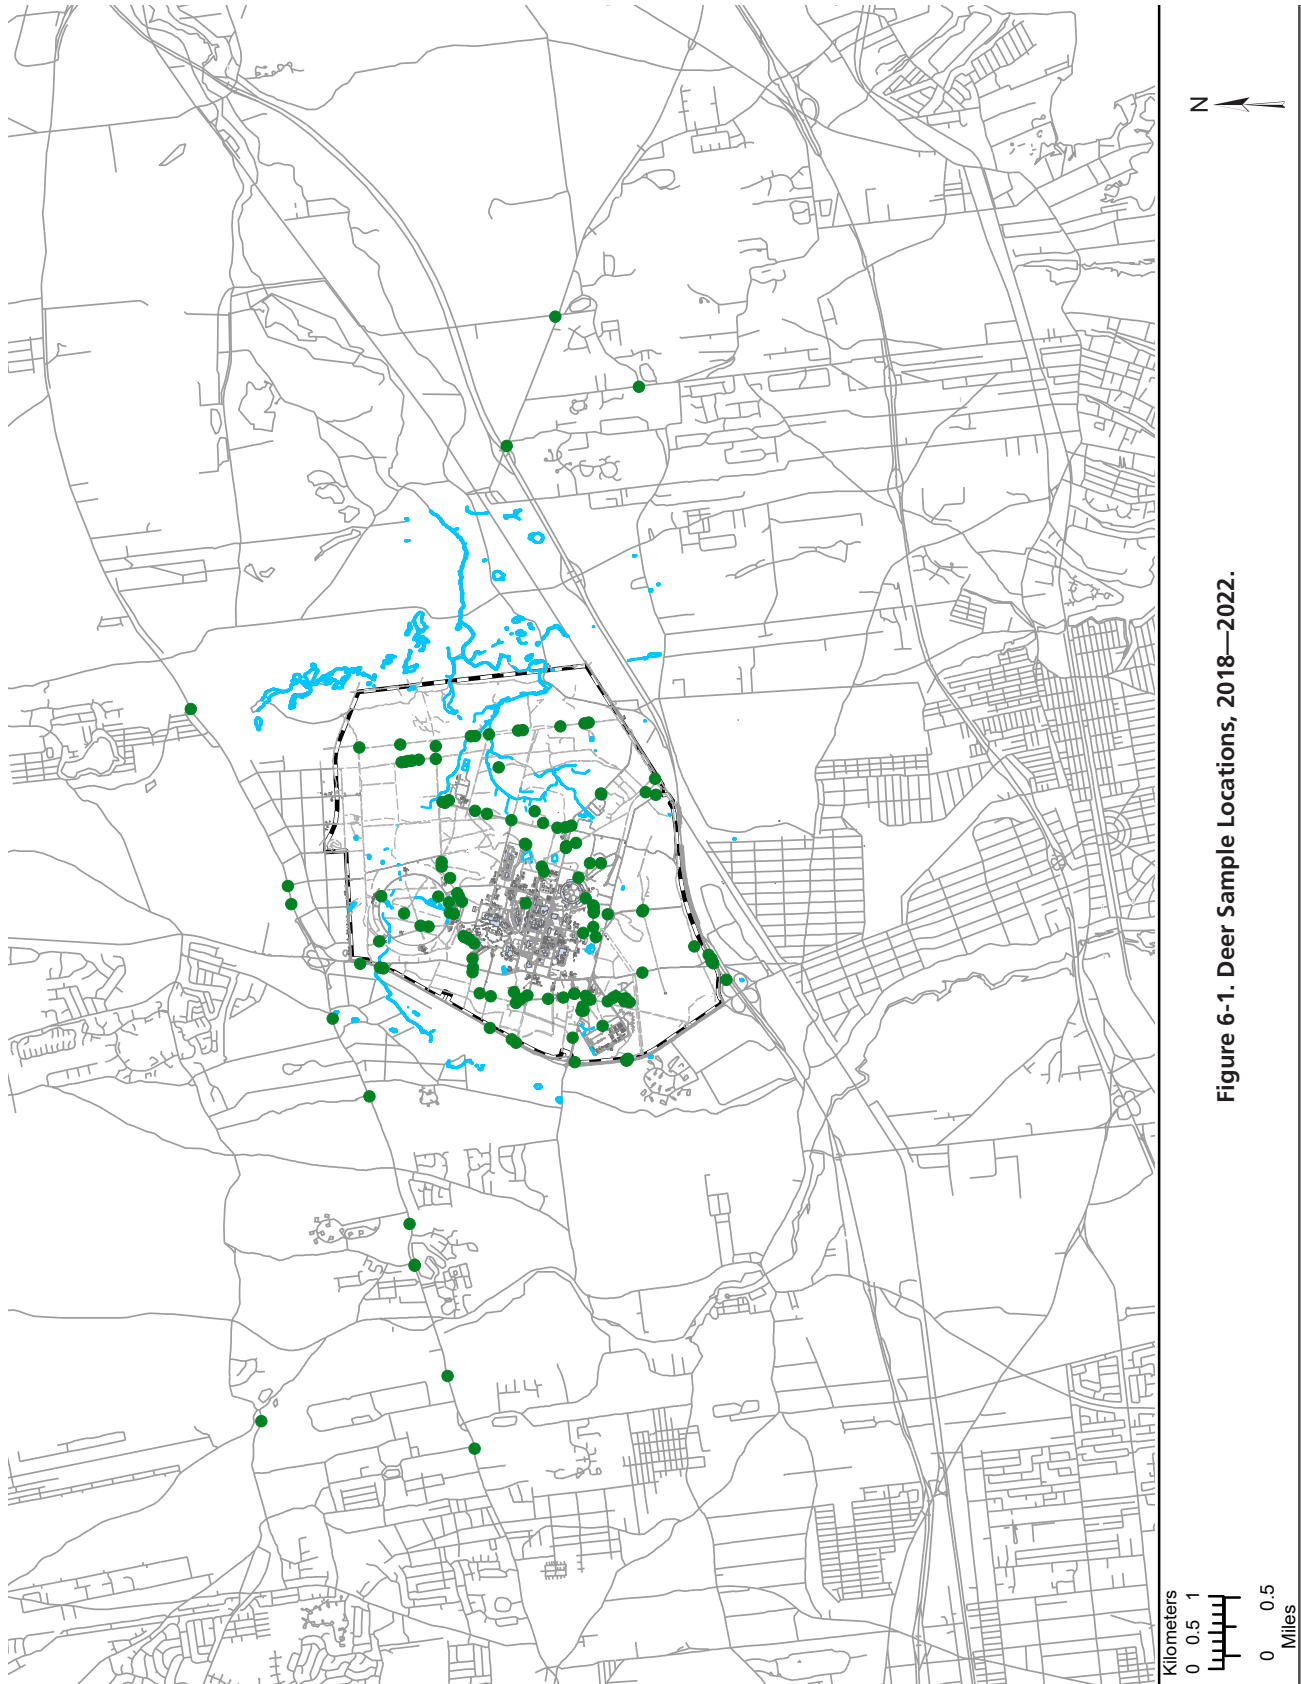 N
Figure 6-1. Deer Sample Locations, 2018—2022.
Kilometers
0 0.5 1
0 0.5
Miles